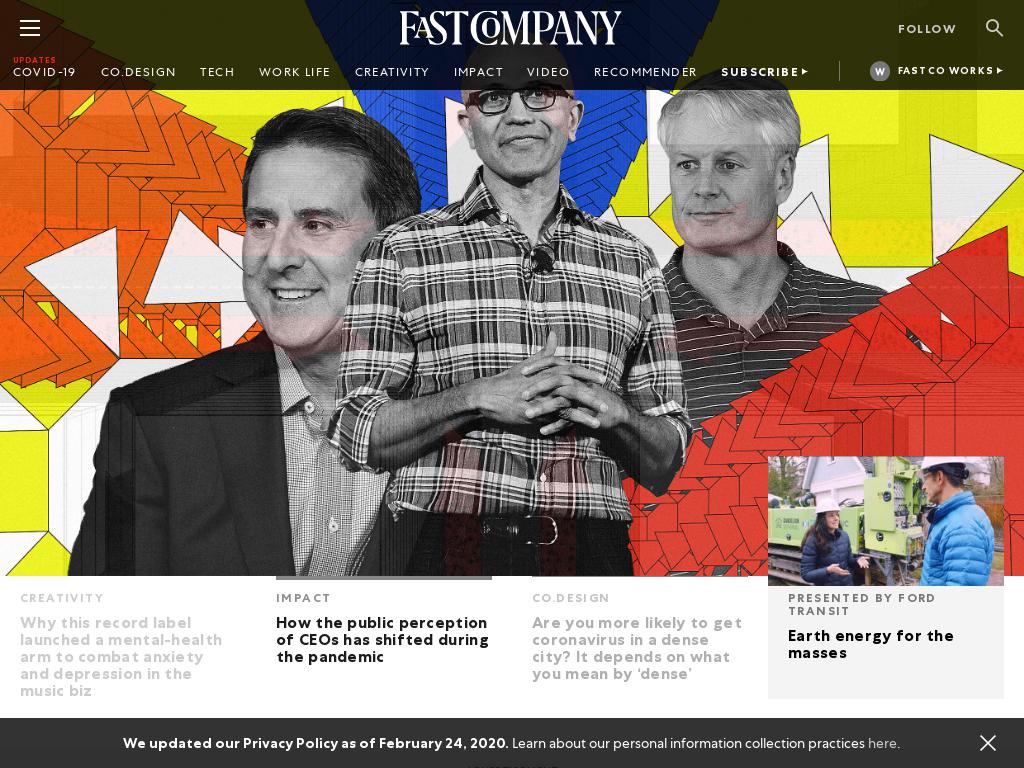 FAST COMPANY
FOLLOW
UPDATES
COVID-19 CO.DESIGN TECH WORK LIFE CREATIVITY IMPACT VIDEO RECOMMENDER SUBSCRIBE W FASTCO WORKS
CREATIVITY
Why this record label
launched a mental-health
arm to combat anxiety
and depression in the
music biz
IMPACT
How the public perception
of CEOs has shifted during
the pandemic
CO.DESIGN
Are you more likely to get
coronavirus in a dense
city? It depends on what
you mean by ‘dense’
PRESENTED BY FORD
TRANSIT
Earth energy for the
masses
We updated our Privacy Policy as of February 24, 2020. Learn about our personal information collection practices here.